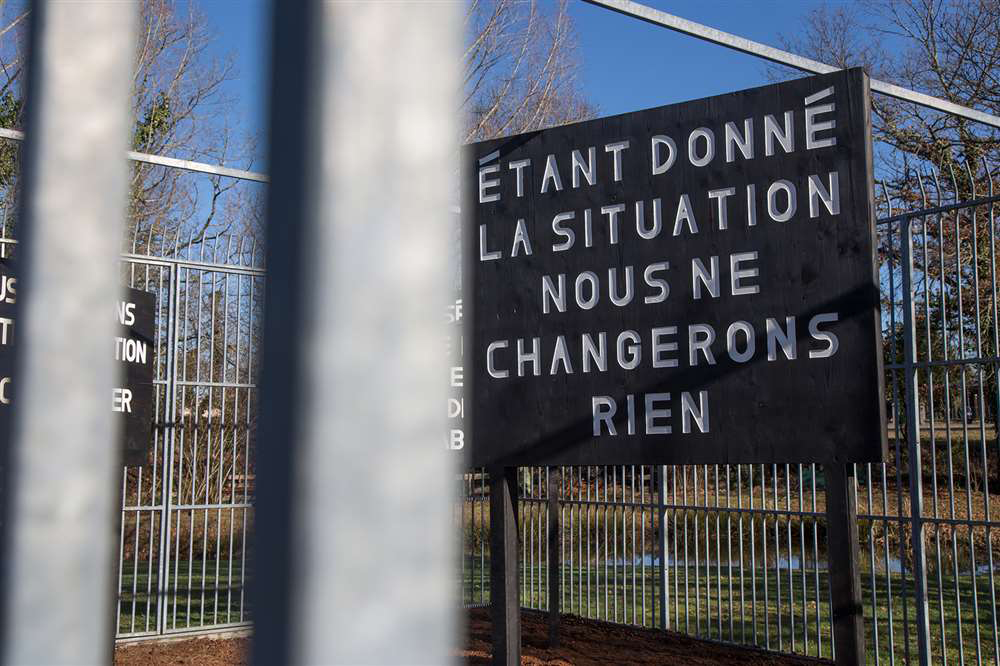 ÉTANT DONNÉ
LA SITUATION
NOUS NE
CHANGERONS
RIEN